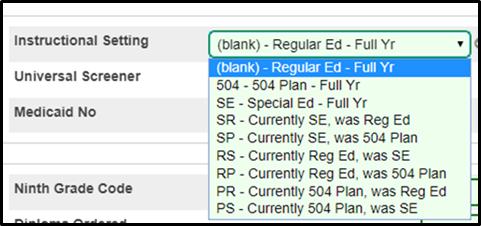 Instructional Setting
(blank) - Regular Ed - Full Yr
(blank) - Regular Ed - Full Yr
504 - 504 Plan - Full Yr
SE - Special Ed - Full Yr
SR - Currently SE, was Reg Ed
SP - Currently SE, was 504 Plan
RS - Currently Reg Ed, was SE
RP - Currently Reg Ed, was 504 Plan
PR - Currently 504 Plan, was Reg Ed
PS - Currently 504 Plan, was SE
Universal Screener
Medicaid No
Ninth Grade Code
Diploma Ordered